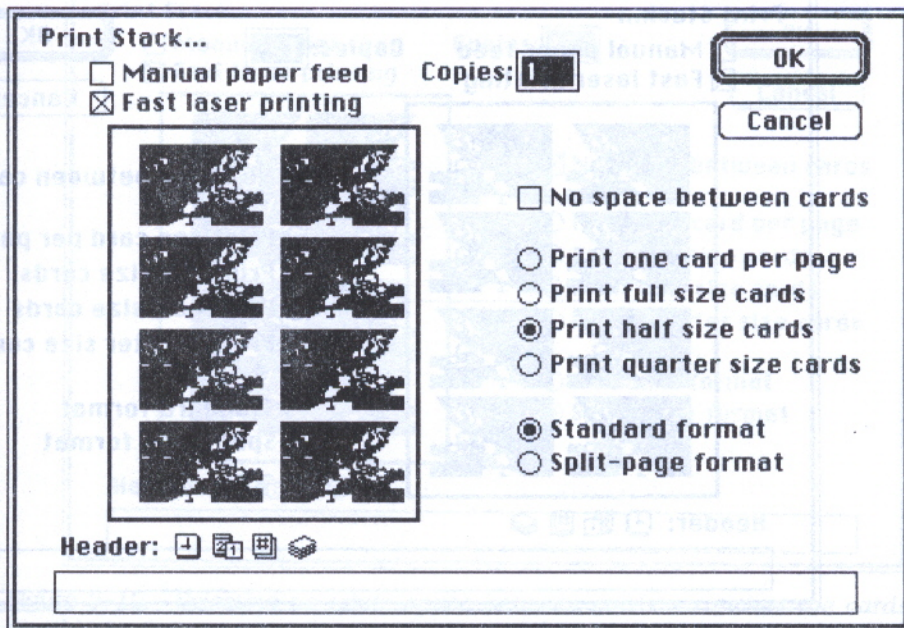 Print Stack...
Manual paper feed
Copies: 1
Fast laser printing
OK
Cancel
No space between cards
Print one card per page
Print full size cards
Print half size cards
Print quarter size cards
Standard format
Split-page format
Header: